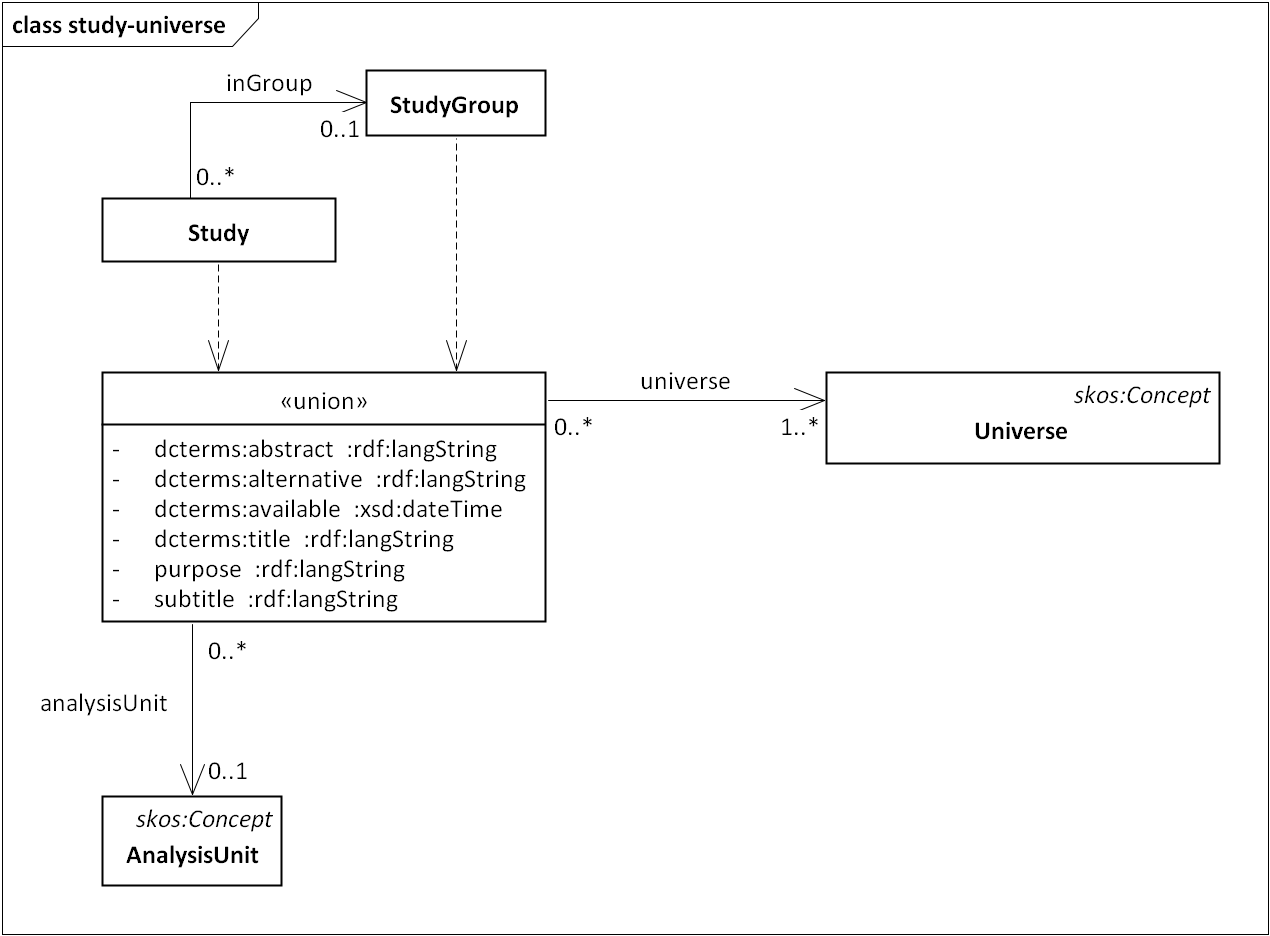 class study-universe
inGroup
StudyGroup
0..1
0..*
Study
«union»
- dcterms:abstract :rdf:langString
- dcterms:alternative :rdf:langString
- dcterms:available :xsd:dateTime
- dcterms:title :rdf:langString
- purpose :rdf:langString
- subtitle :rdf:langString
universe
0..*
1..*
skos:Concept
Universe
0..*
analysisUnit
0..1
skos:Concept
AnalysisUnit